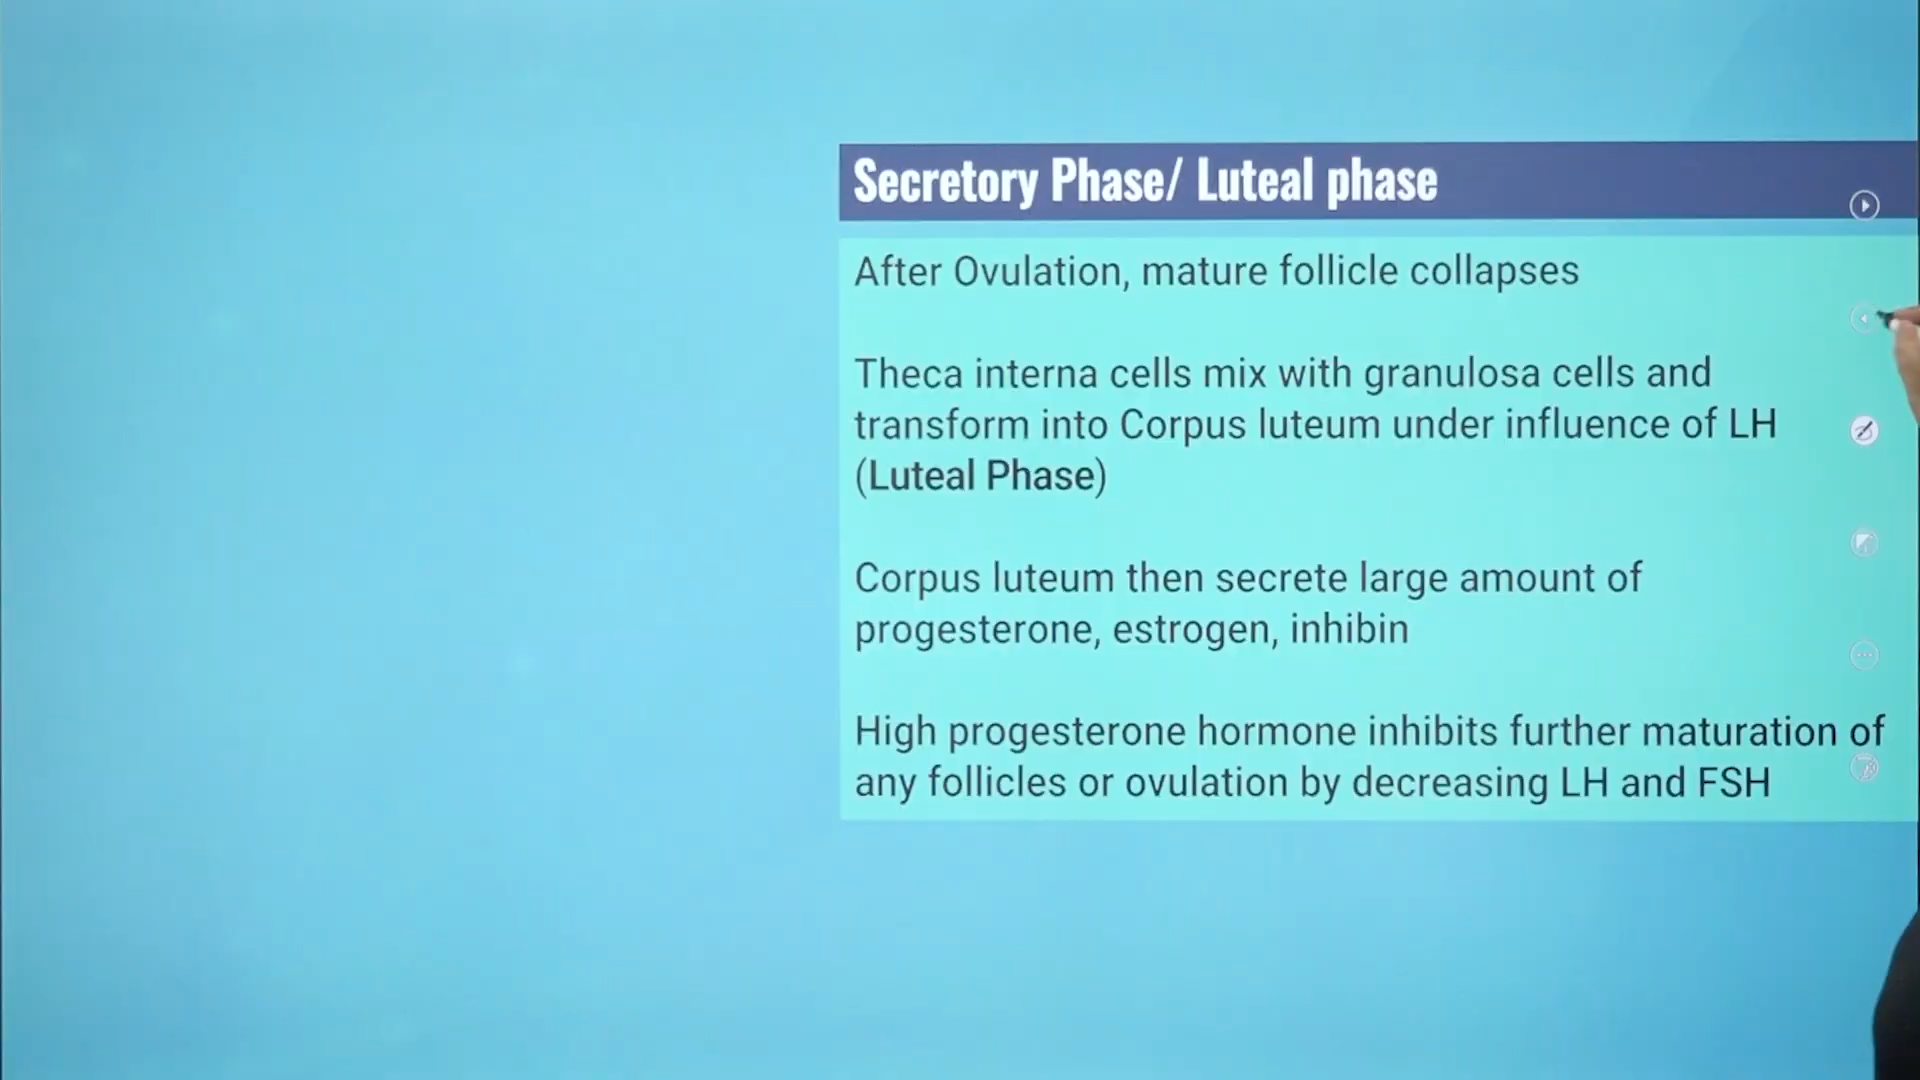 Secretory Phase/ Luteal phase
After Ovulation, mature follicle collapses
Theca interna cells mix with granulosa cells and
transform into Corpus luteum under influence of LH
(Luteal Phase)
Corpus luteum then secrete large amount of
progesterone, estrogen, inhibin
High progesterone hormone inhibits further maturation of
any follicles or ovulation by decreasing LH and FSH